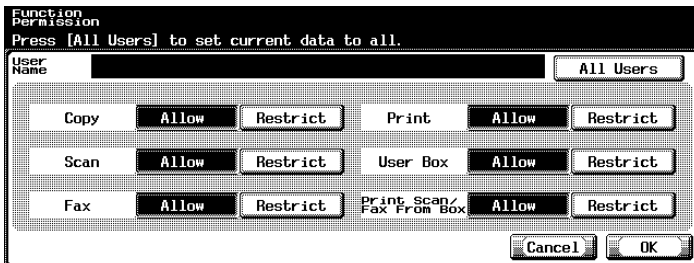 Function
Permission
Press [All Users] to set current data to all.
User
Name
All Users
Copy Allow Restrict Print Allow Restrict
Scan Allow Restrict User Box Allow Restrict
Fax Allow Restrict Print Scan/
Fax From Box Allow Restrict
Cancel OK